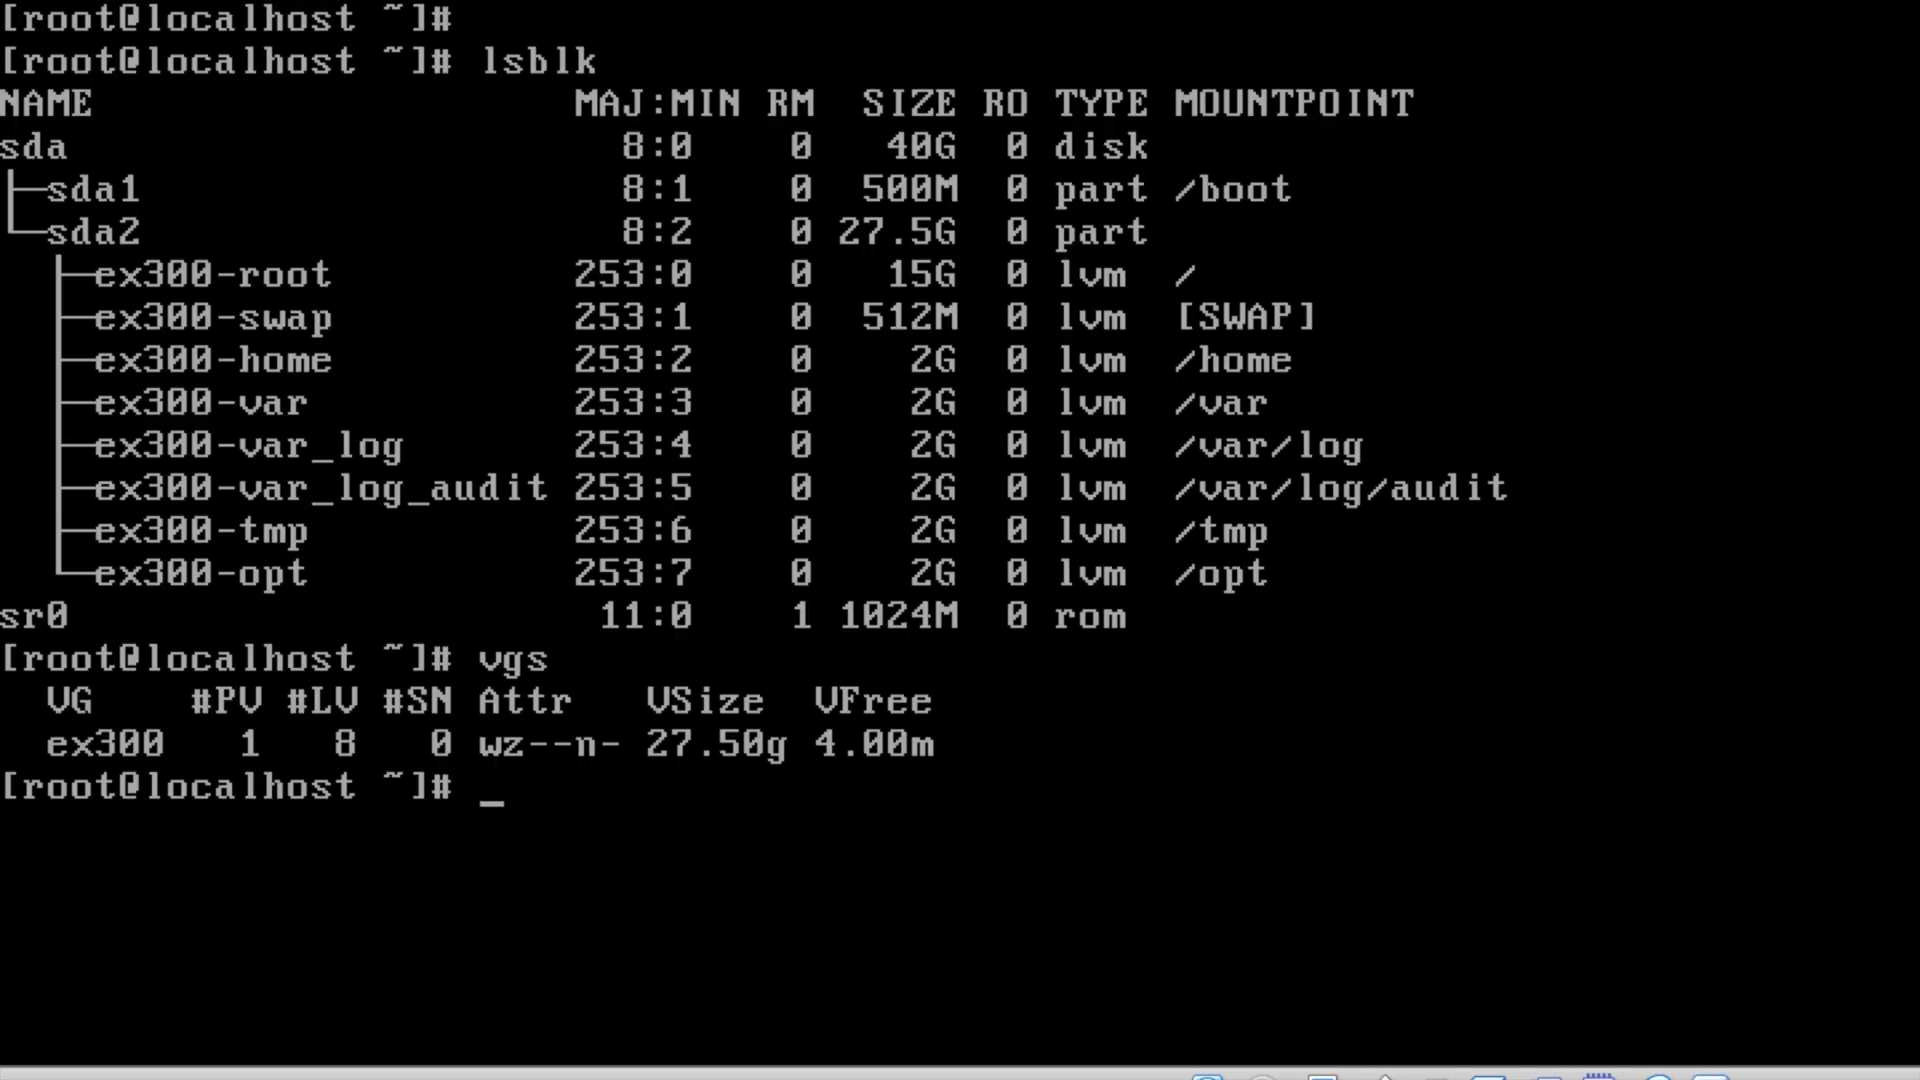 [root@localhost ~]#
[root@localhost ~]# lsblk
NAME                    MAJ:MIN RM   SIZE RO TYPE MOUNTPOINT
sda                       8:0    0    40G  0 disk
├─sda1                    8:1    0   500M  0 part /boot
└─sda2                    8:2    0  27.5G  0 part
  ├─ex300-root          253:0    0    15G  0 lvm  /
  ├─ex300-swap          253:1    0   512M  0 lvm  [SWAP]
  ├─ex300-home          253:2    0     2G  0 lvm  /home
  ├─ex300-var           253:3    0     2G  0 lvm  /var
  ├─ex300-var_log       253:4    0     2G  0 lvm  /var/log
  ├─ex300-var_log_audit 253:5    0     2G  0 lvm  /var/log/audit
  ├─ex300-tmp           253:6    0     2G  0 lvm  /tmp
  └─ex300-opt           253:7    0     2G  0 lvm  /opt
sr0                      11:0    1  1024M  0 rom
[root@localhost ~]# vgs
  VG    #PV #LV #SN Attr   VSize  VFree
  ex300   1   8   0 wz--n- 27.50g 4.00m
[root@localhost ~]# _